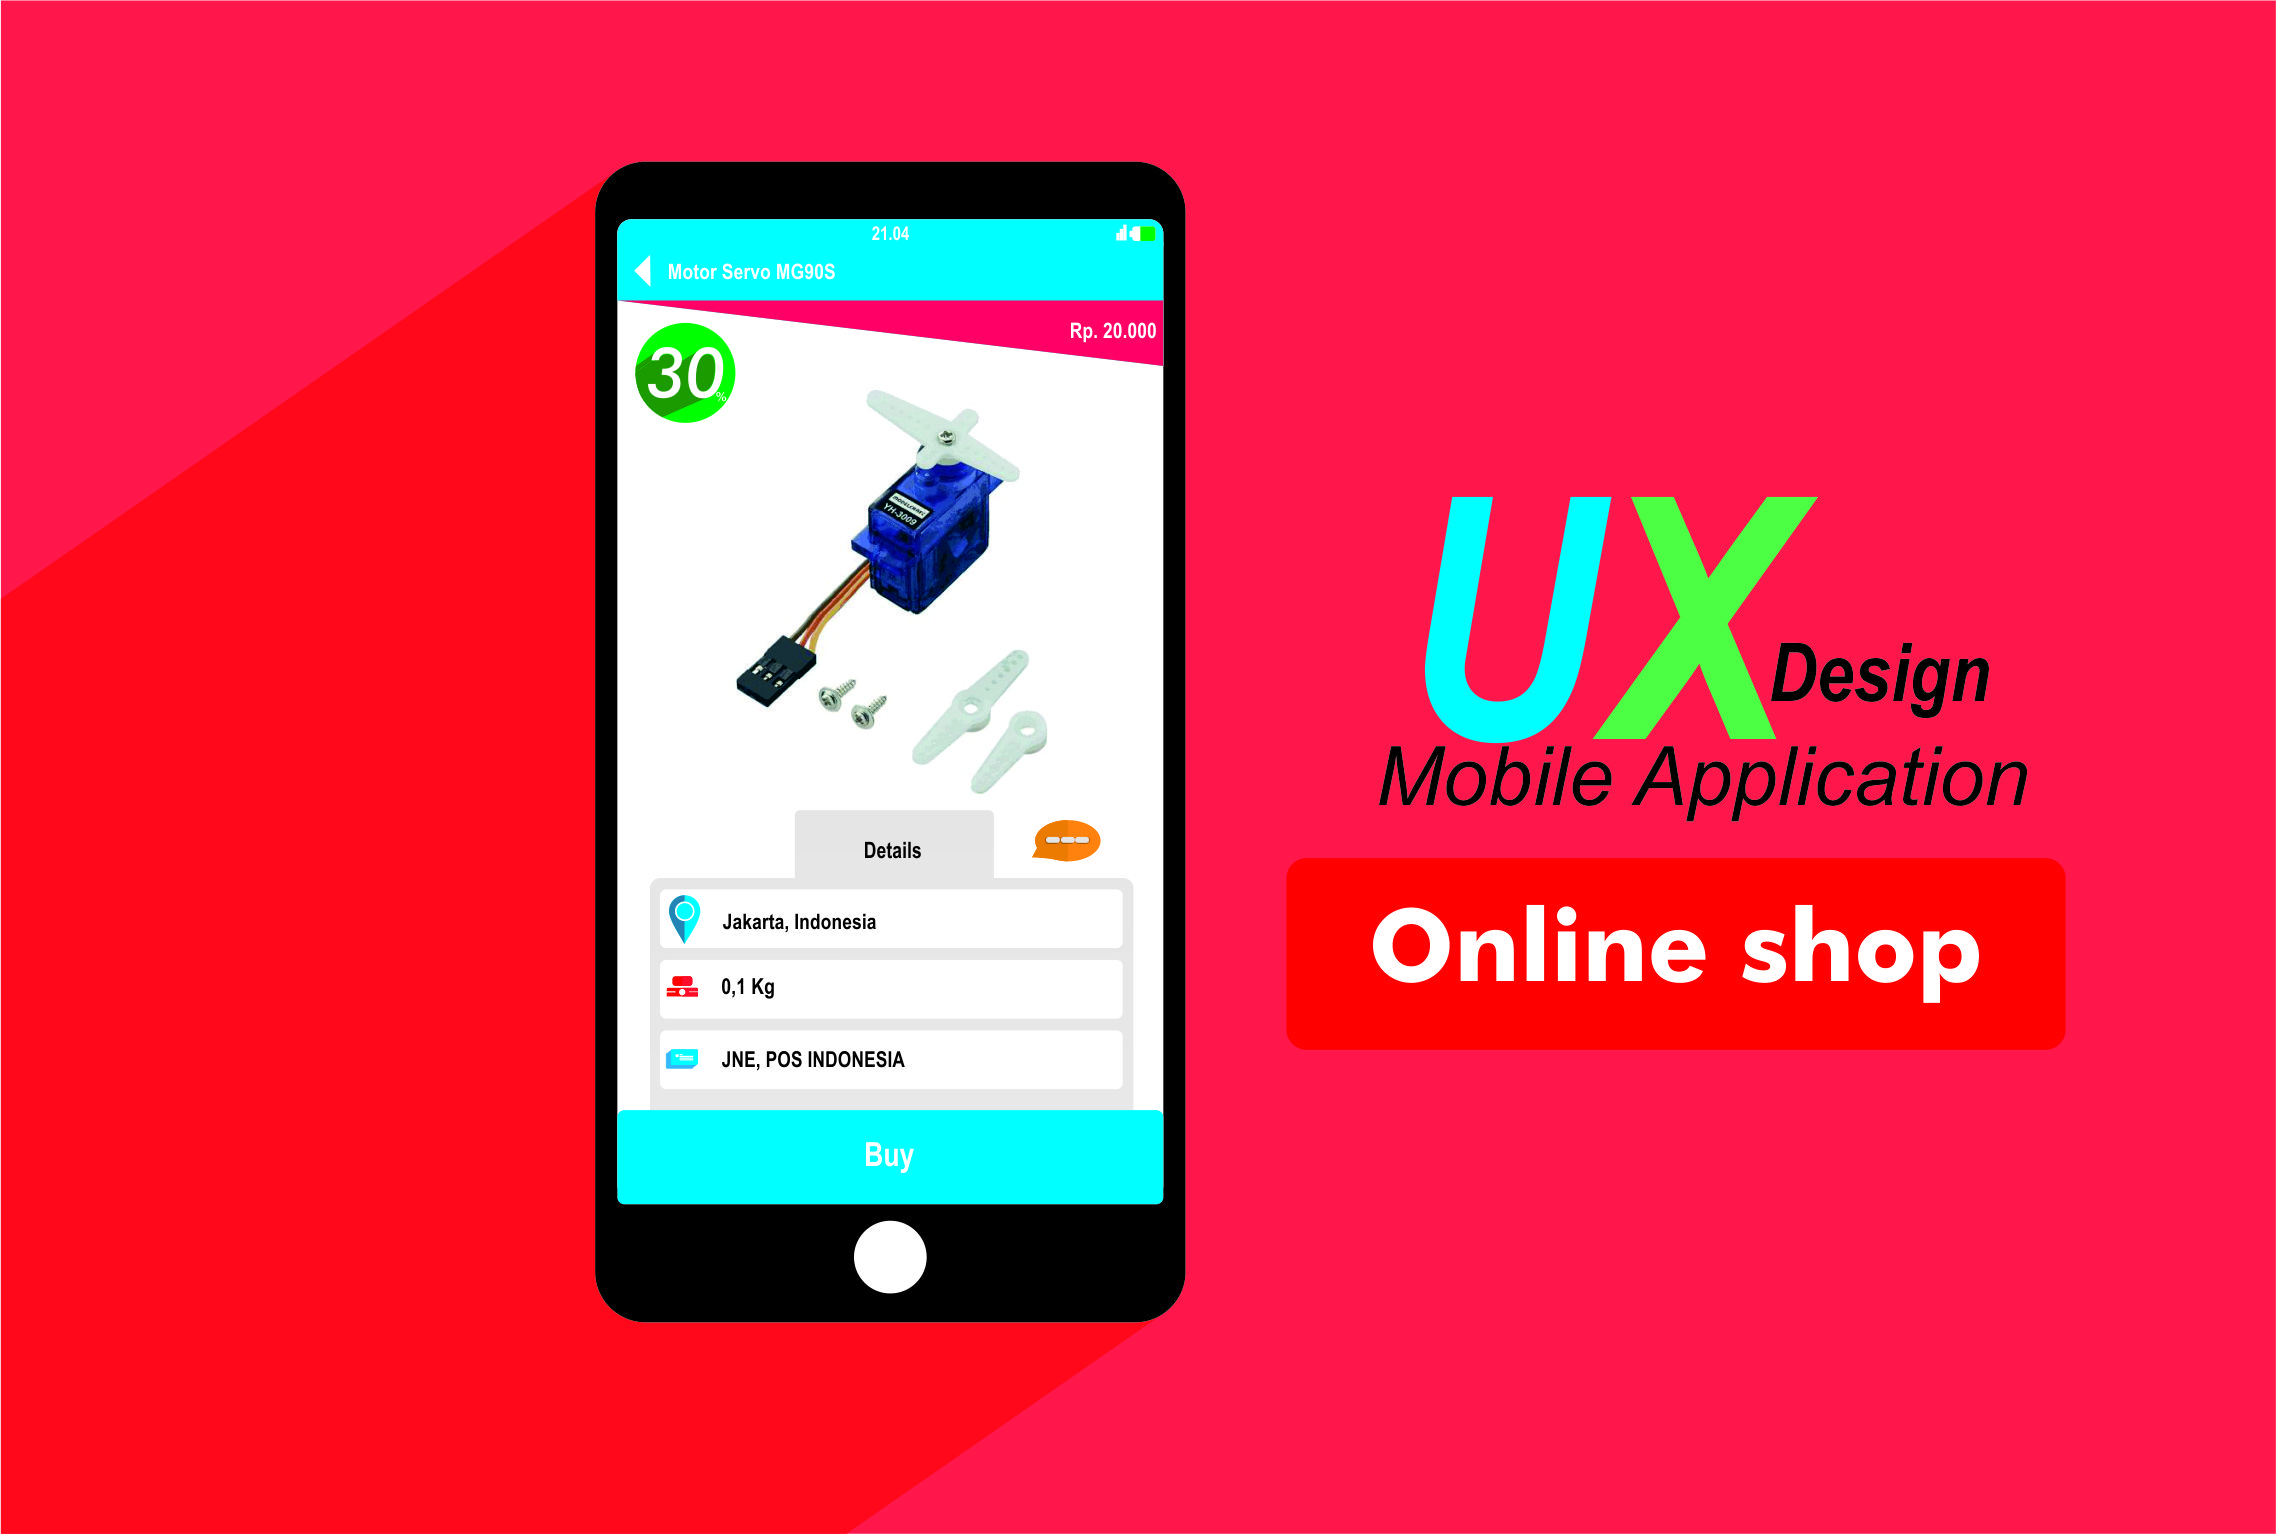 21.04
Motor Servo MG90S
Rp. 20.000
30%
YH-3009
Details
Jakarta, Indonesia
0,1 Kg
JNE, POS INDONESIA
Buy
UX Design
Mobile Application
Online shop